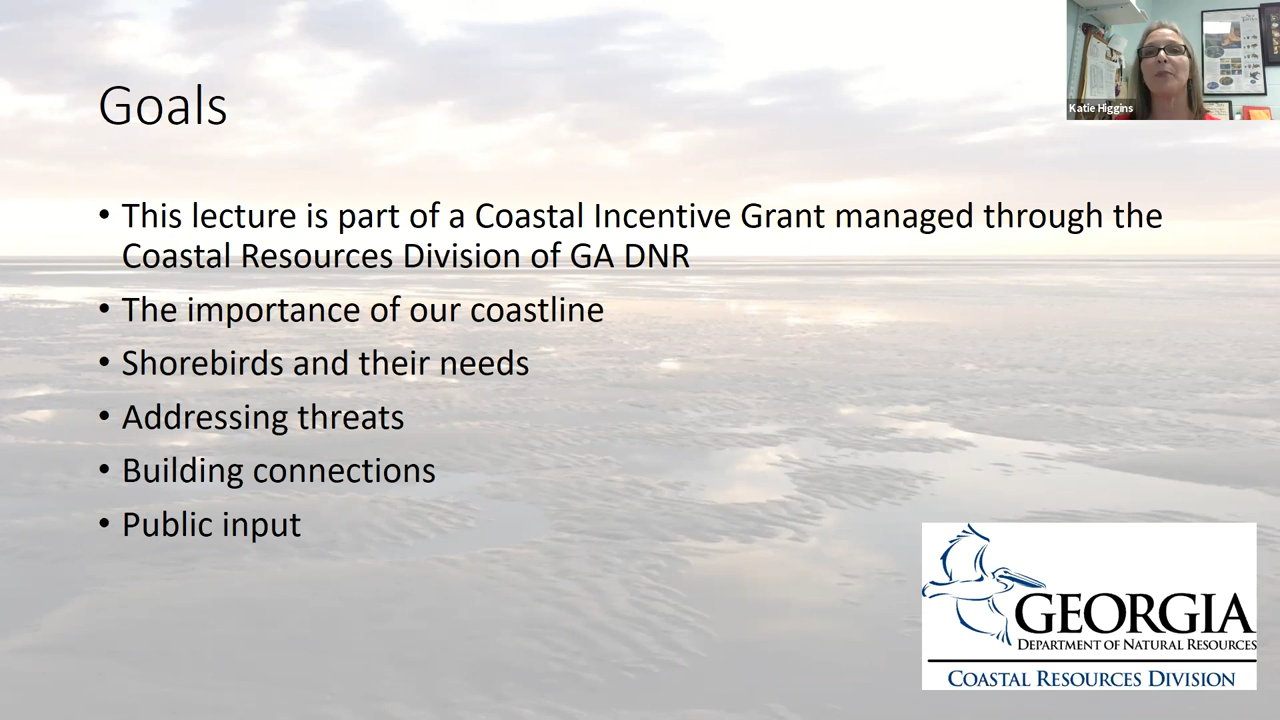 Goals
Katie Higgins
• This lecture is part of a Coastal Incentive Grant managed through the
Coastal Resources Division of GA DNR
• The importance of our coastline
• Shorebirds and their needs
• Addressing threats
• Building connections
• Public input
GEORGIA
DEPARTMENT OF NATURAL RESOURCES
COASTAL RESOURCES DIVISION